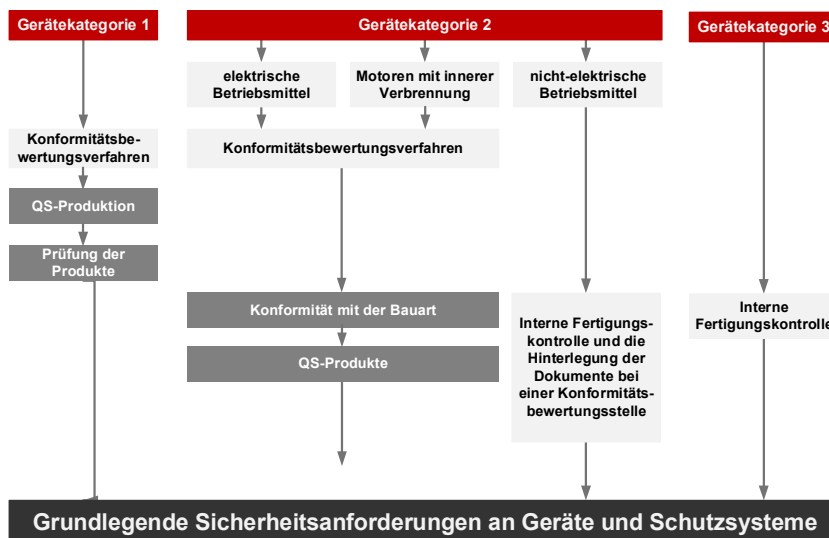 Gerätekategorie 1
Gerätekategorie 2
Gerätekategorie 3
elektrische
Betriebsmittel
Motoren mit innerer
Verbrennung
nicht-elektrische
Betriebsmittel
Konformitätsbe-
wertungsverfahren
Konformitätsbewertungsverfahren
QS-Produktion
Prüfung der
Produkte
Konformität mit der Bauart
QS-Produkte
Interne Fertigungs-
kontrolle und die
Hinterlegung der
Dokumente bei
einer Konformitäts-
bewertungsstelle
Interne
Fertigungskontrolle
Grundlegende Sicherheitsanforderungen an Geräte und Schutzsysteme